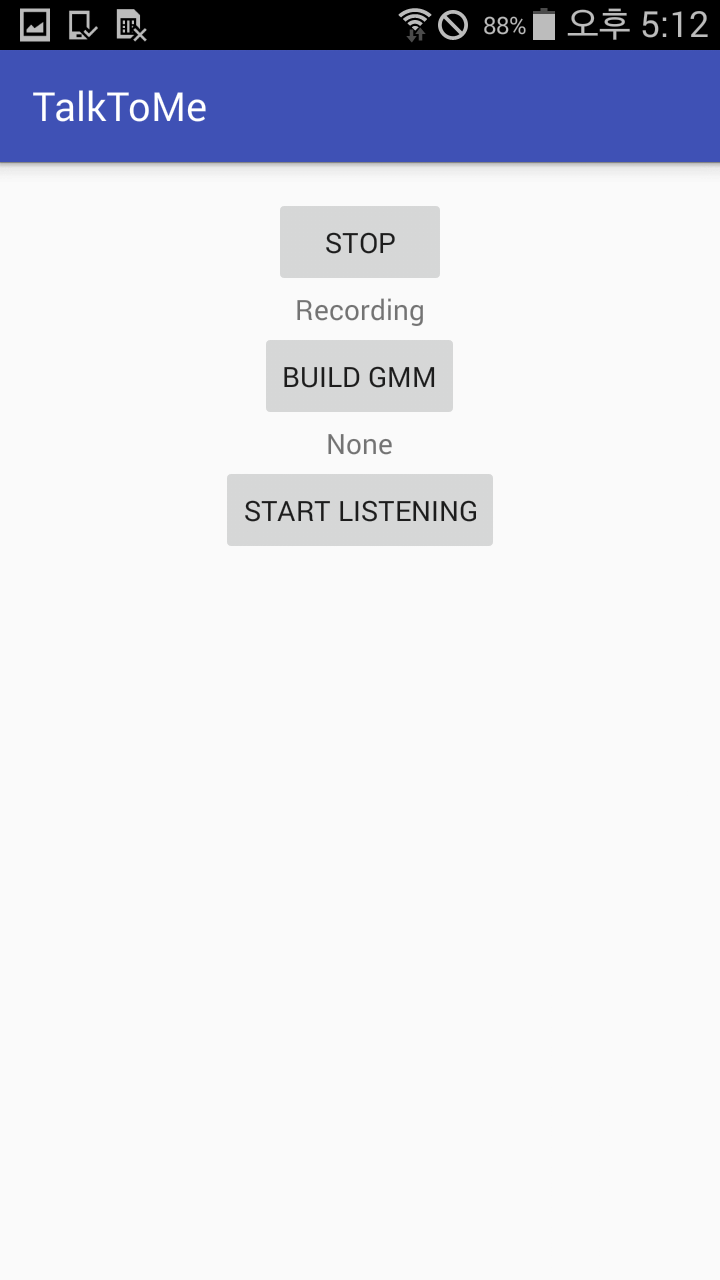 88% 오후 5:12
TalkToMe
STOP
Recording
BUILD GMM
None
START LISTENING